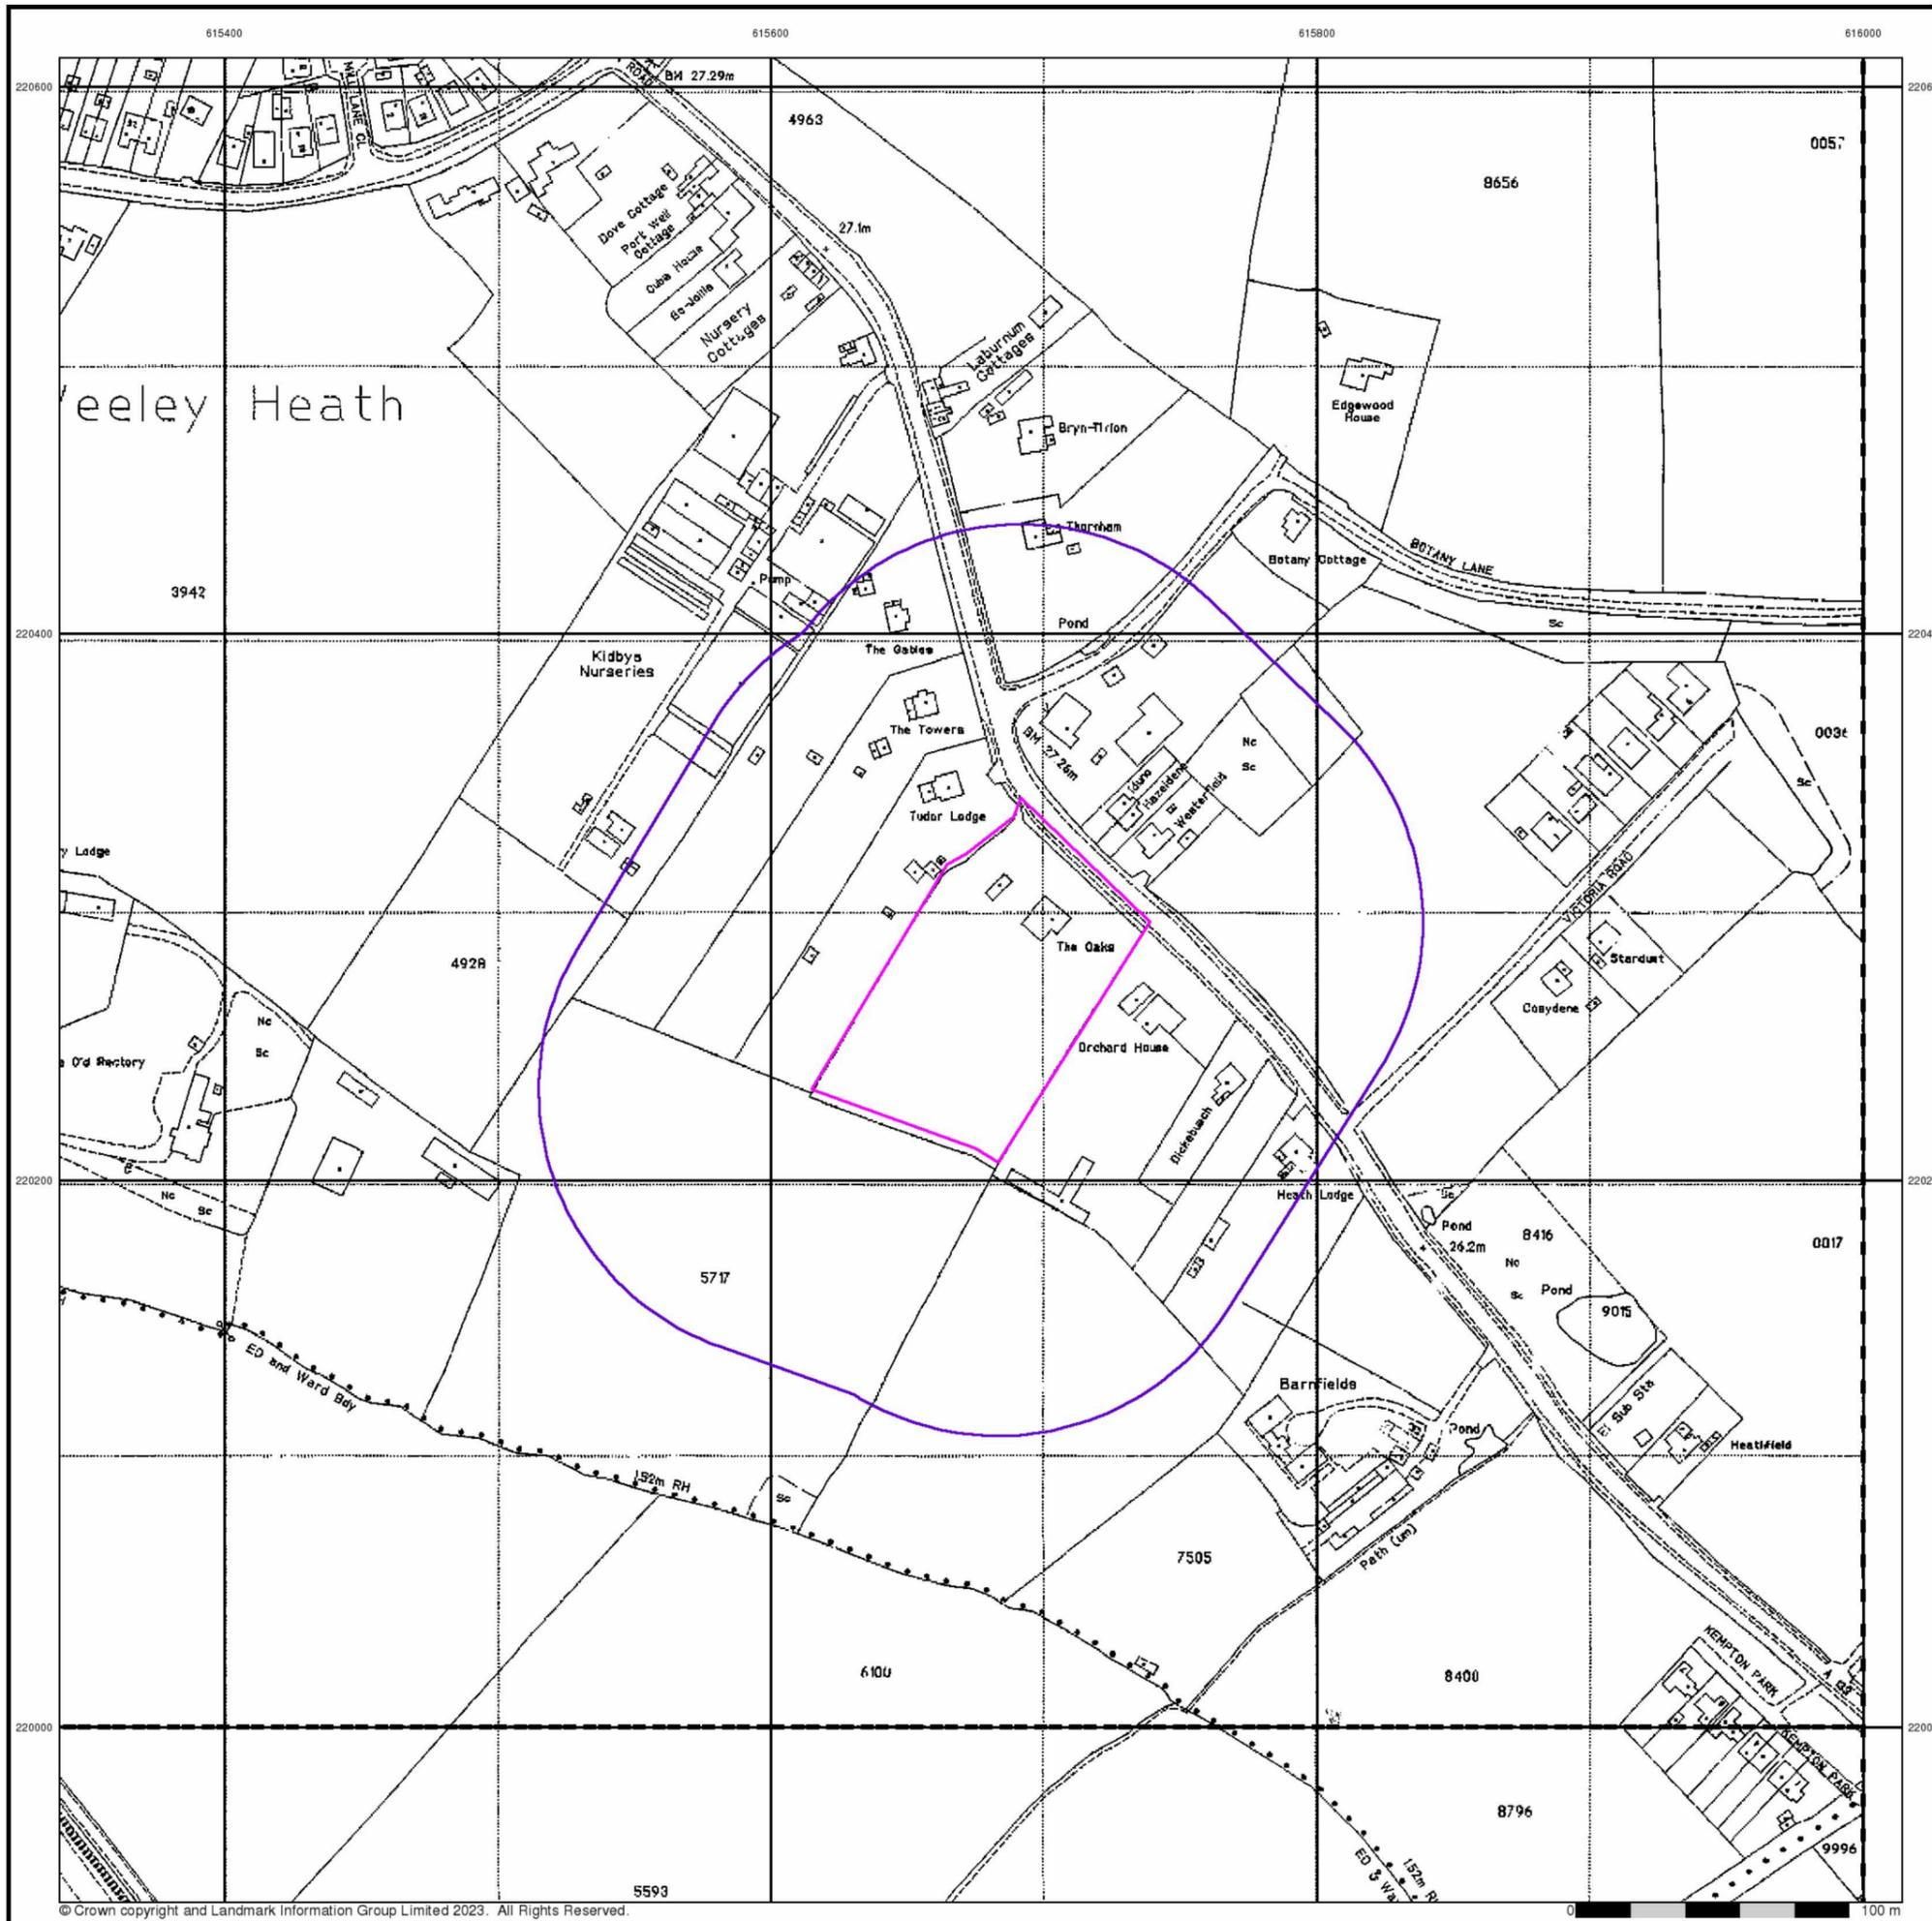 615400
615600
615800
616000
220600
BM 27.29m
ROAD
LANE CL
4963
8656
Dove Cottage
Port Well
Cottage
Cuba House
27.1m
Nursery
Cottages
Laburnum
Cottages
eeley Heath
Edgewood
House
Bryn-Tirion
Thornham
BOTANY LANE
Botany Cottage
3942
Pump
Pond
Sc
220400
The Gables
Kidbys
Nurseries
The Towers
BM 27.26m
Nc
Sc
Sc
Hazeldene
Westerfield
Tudor Lodge
y Lodge
VICTORIA ROAD
The Oaks
4928
Stardust
Cosydene
Nc
Sc
Orchard House
Old Rectory
Dickebusch
220200
Nc
Sc
Heath Lodge
Sc
Pond
26.2m
8416
0017
Nc
Sc
Pond
9015
5717
ED and Ward Bdy
Barnfields
El Sub Sta
Pond
Heathfield
1.52m RH
Sc
Path (um)
7505
6100
8400
KEMPTON PARK
220000
KEMPTON PARK
8796
9996
5593
© Crown copyright and Landmark Information Group Limited 2023. All Rights Reserved.
0
100 m